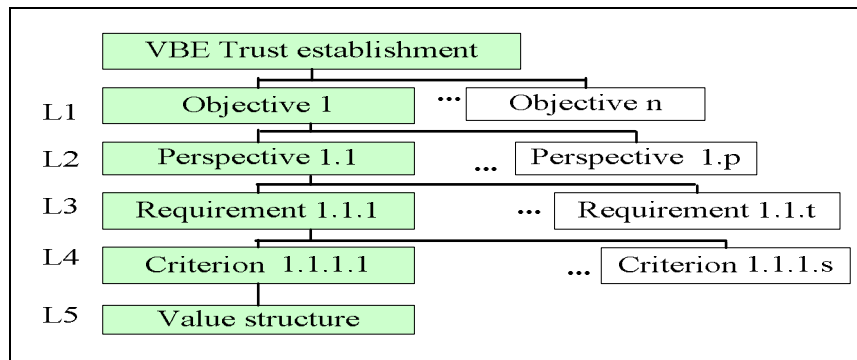 VBE Trust establishment
L1 Objective 1 ... Objective n
L2 Perspective 1.1 ... Perspective 1.p
L3 Requirement 1.1.1 ... Requirement 1.1.t
L4 Criterion 1.1.1.1 ... Criterion 1.1.1.s
L5 Value structure